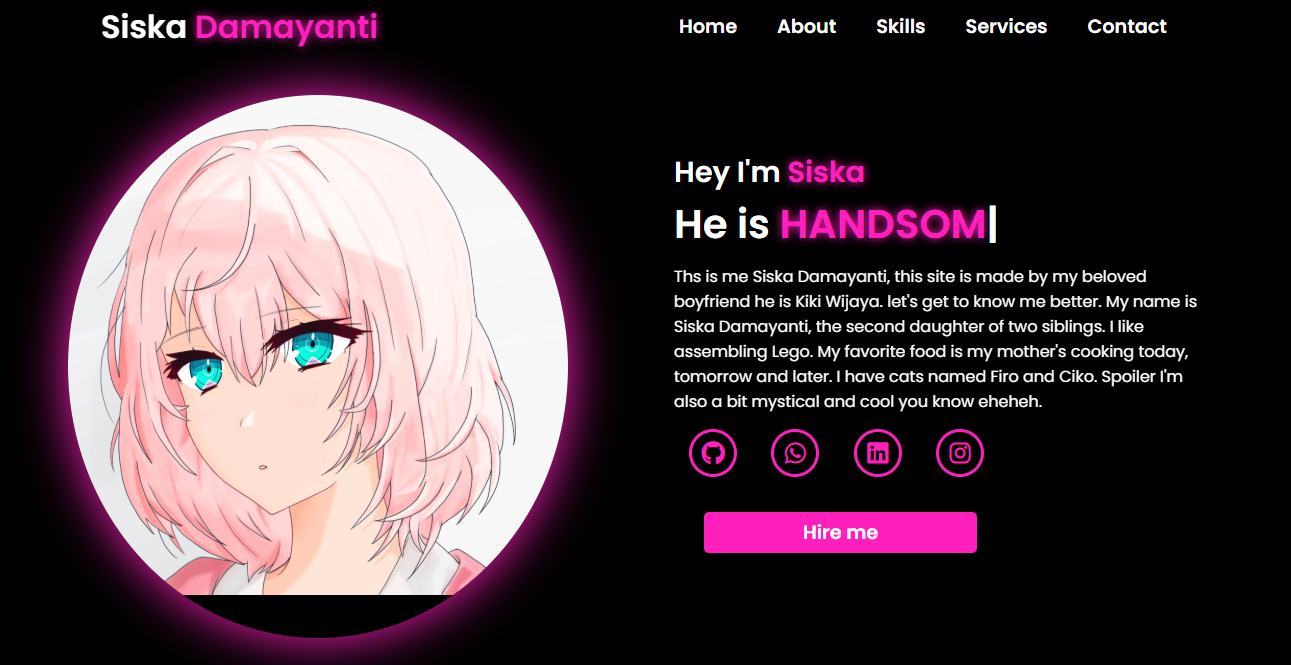 Siska Damayanti
Home About Skills Services Contact
Hey I'm Siska
He is HANDSOM|
Ths is me Siska Damayanti, this site is made by my beloved
boyfriend he is Kiki Wijaya. let's get to know me better. My name is
Siska Damayanti, the second daughter of two siblings. I like
assembling Lego. My favorite food is my mother's cooking today,
tomorrow and later. I have cats named Firo and Ciko. Spoiler I'm
also a bit mystical and cool you know eheheh.
in
Hire me